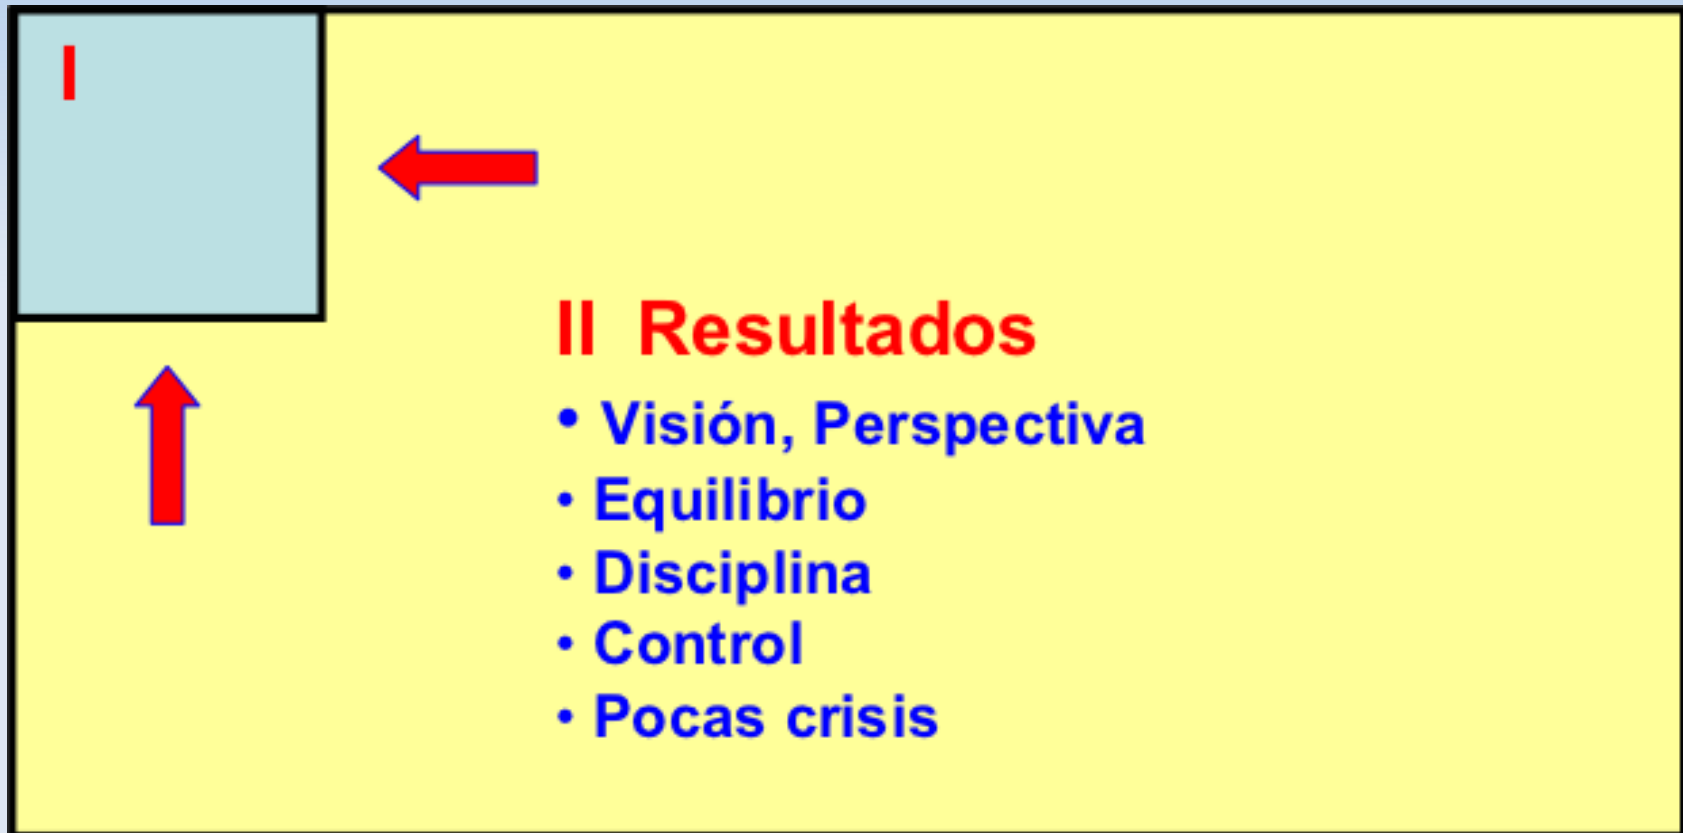 I
II Resultados
• Visión, Perspectiva
• Equilibrio
• Disciplina
• Control
• Pocas crisis